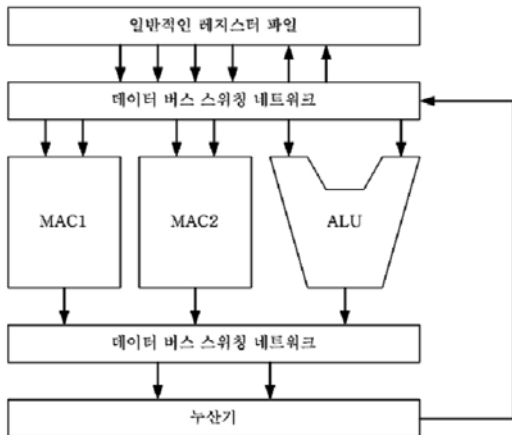 일반적인 레지스터 파일
데이터 버스 스위칭 네트워크
MAC1
MAC2
ALU
데이터 버스 스위칭 네트워크
누산기